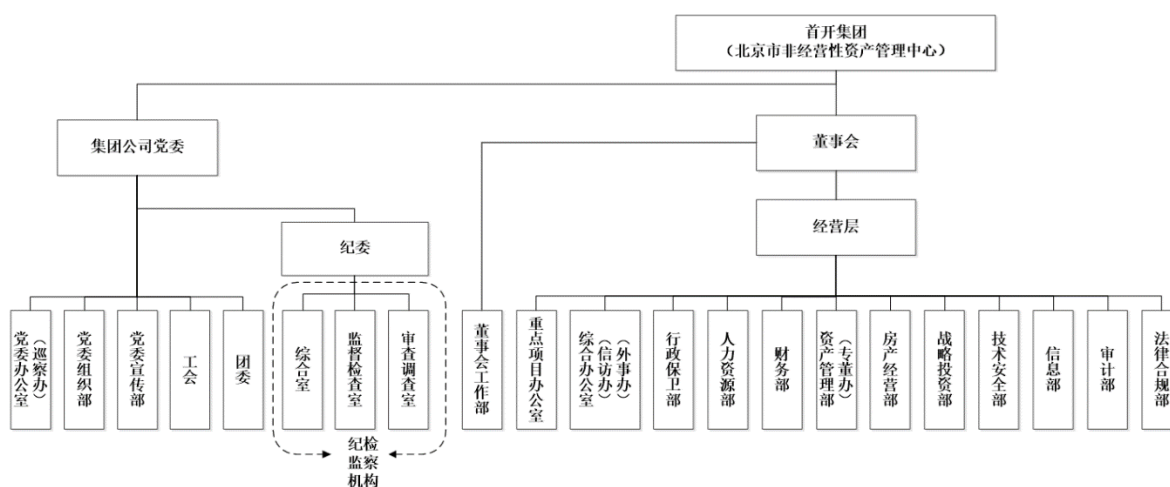 首开集团
（北京市非经营性资产管理中心）
集团公司党委
董事会
经营层
纪委
党委办公室
（巡察办）
党委组织部
党委宣传部
工会
团委
综合室
监督检查室
审查调查室
董事会工作部
重点项目办公室
综合办公室
（信访办）
（外事办）
行政保卫部
人力资源部
财务部
资产管理部
（专董办）
房产经营部
战略投资部
技术安全部
信息部
审计部
法律合规部
纪检
监察
机构